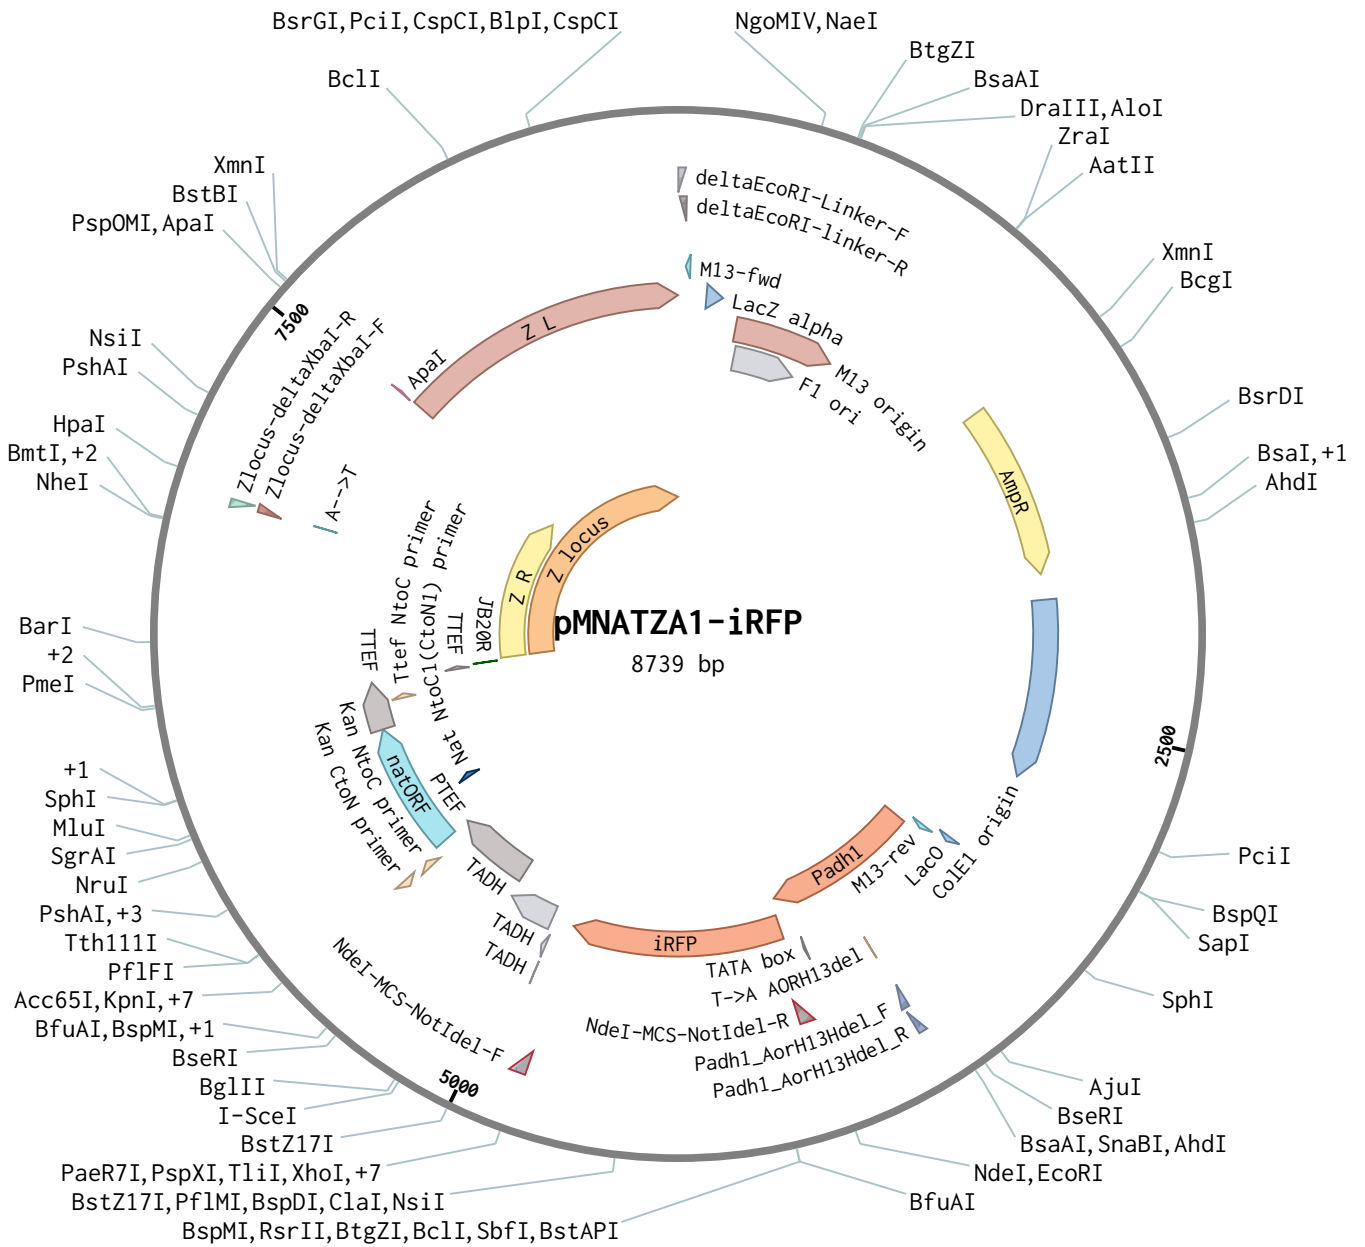 BsrGI,PciI,CspCI,BlpI,CspCI
NgoMIV,NaeI
BtgZI
BclI
BsaAI
DraIII,AloI
ZraI
AatII
XmnI
BstBI
PspOMI,ApaI
deltaEcoRI-Linker-F
deltaEcoRI-linker-R
XmnI
BcgI
M13-fwd
LacZ alpha
M13 origin
F1 ori
Z L
ApaI
7500
NsiI
PshAI
Zlocus-deltaXbaI-R
Zlocus-deltaXbaI-F
BsrDI
HpaI
BmtI,+2
NheI
BsaI,+1
AhdI
AmpR
A-->T
Z locus
Z R
Ttef NtoC primer
NtoC1(CtoN1) primer
JB20R
TTEF
TTEF
pMNATZA1-iRFP
8739 bp
BarI
+2
PmeI
2500
Nat
Kan NtoC primer
Kan CtoN primer
natORF
PTEF
+1
SphI
MluI
SgrAI
NruI
PshAI,+3
Tth111I
PflFI
Acc65I,KpnI,+7
BfuAI,BspMI,+1
BseRI
BglII
I-SceI
BstZ17I
PaeR7I,PspXI,TliI,XhoI,+7
BstZ17I,PflMI,BspDI,ClaI,NsiI
BspMI,RsrII,BtgZI,BclI,SbfI,BstAPI
Padh1
M13-rev
LacO
ColE1 origin
PciI
BspQI
SapI
SphI
TADH
TADH
TADH
iRFP
TATA box
T->A AORH13del
NdeI-MCS-NotIdel-R
Padh1_AorH13Hdel_F
Padh1_AorH13Hdel_R
NdeI-MCS-NotIdel-F
5000
AjuI
BseRI
BsaAI,SnaBI,AhdI
NdeI,EcoRI
BfuAI